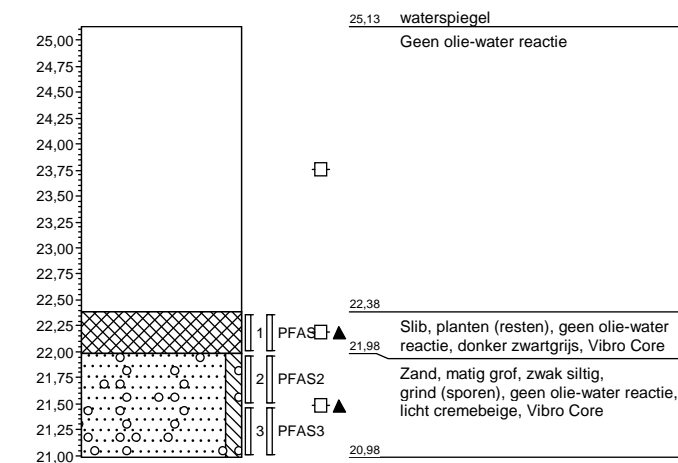 25,13 waterspiegel
Geen olie-water reactie
25,00
24,75
24,50
24,25
24,00
23,75
23,50
23,25
23,00
22,75
22,50
22,25
22,00
21,75
21,50
21,25
21,00
1 PFAS
2 PFAS2
3 PFAS3
22,38
Slib, planten (resten), geen olie-water
reactie, donker zwartgrijs, Vibro Core
21,98
Zand, matig grof, zwak siltig,
grind (sporen), geen olie-water reactie,
licht cremebeige, Vibro Core
20,98